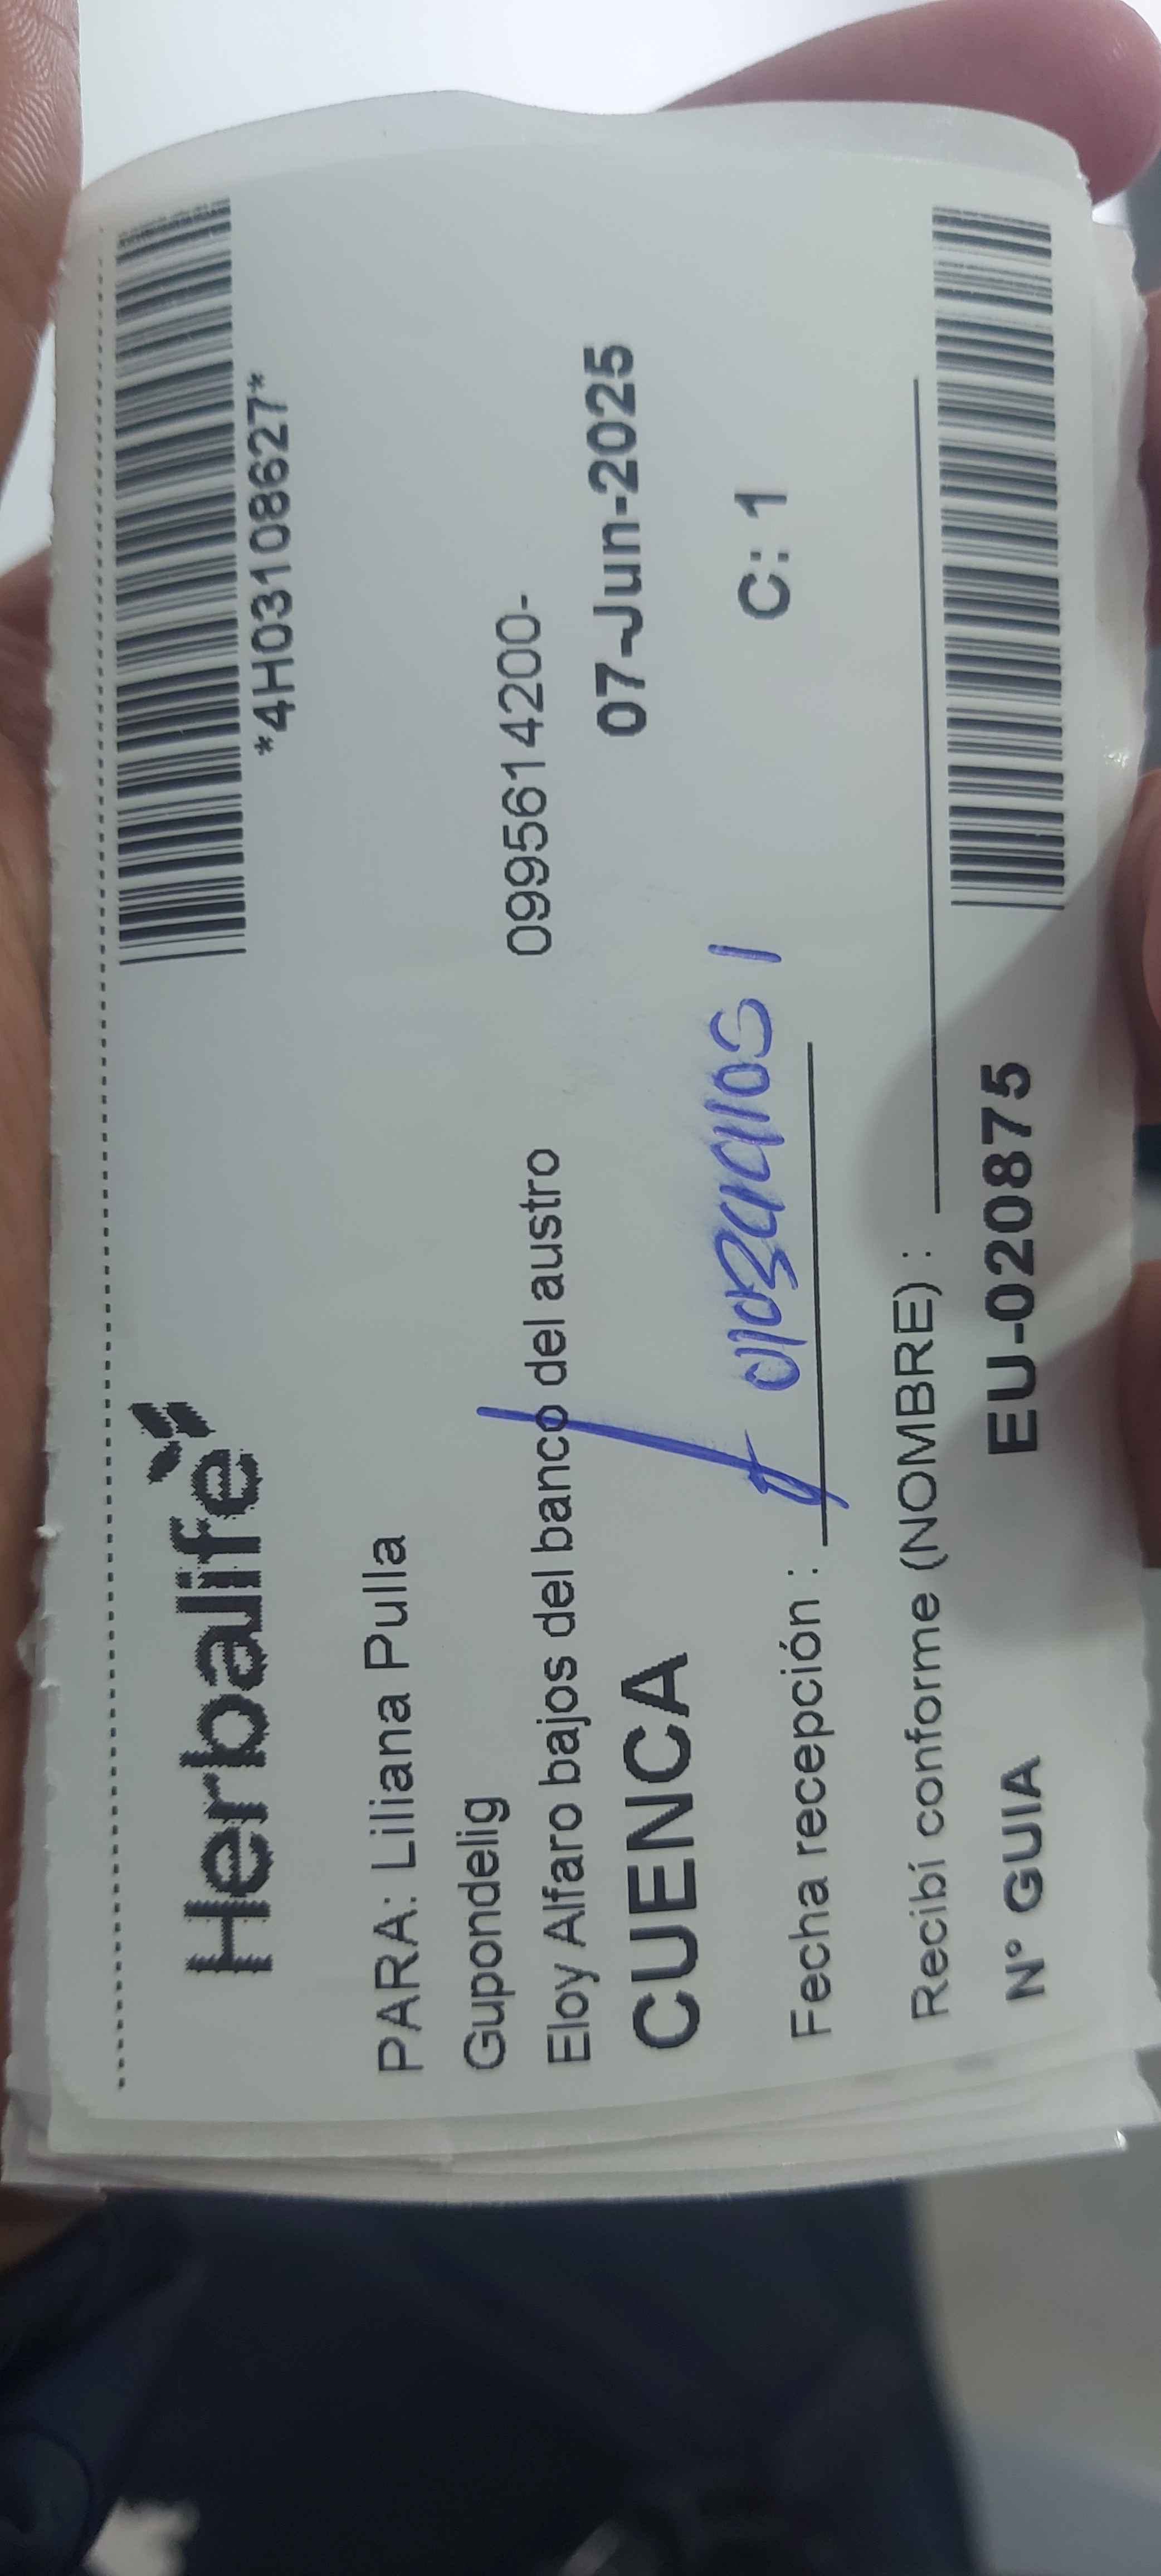 Herbalife
*4H03108627*
PARA: Liliana Pulla
Gupondelig
0995614200-
Eloy Alfaro bajos del banco del austro
CUENCA
07-Jun-2025
C: 1
Fecha recepción :
Recibí conforme (NOMBRE) :
N° GUIA
EU-020875